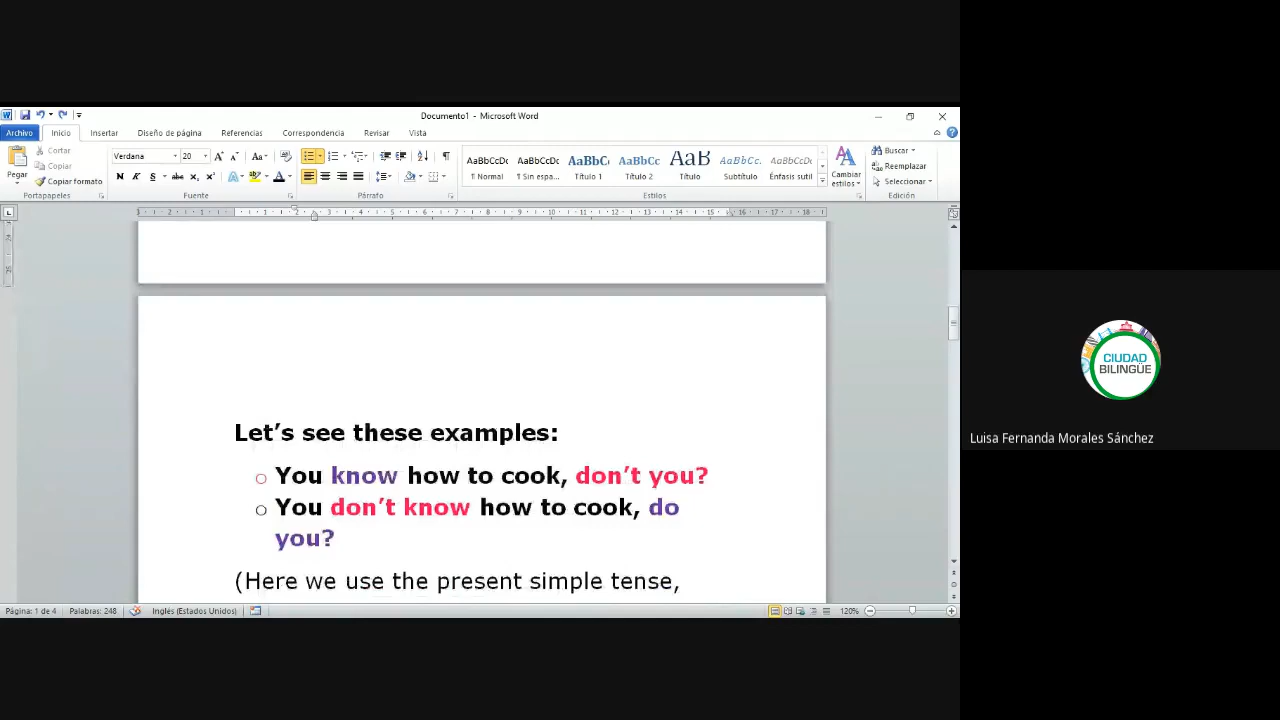 Documento1 - Microsoft Word
Archivo Inicio Insertar Diseño de página Referencias Correspondencia Revisar Vista
Pegar
Cortar
Copiar
Copiar formato
Portapapeles
Verdana 20
Fuente
Párrafo
AaBbCcDc AaBbCcDc AaBbC AaBbCc AaB AaBbCc. AaBbCcDc
¶ Normal ¶ Sin espa... Título 1 Título 2 Título Subtítulo Énfasis sutil
Estilos
Cambiar estilos
Buscar
Reemplazar
Seleccionar
Edición
Let's see these examples:
o You know how to cook, don't you?
o You don't know how to cook, do
you?
(Here we use the present simple tense,
Página: 1 de 4 Palabras: 248 Inglés (Estados Unidos) 120%
CIUDAD
BILINGÜE
Luisa Fernanda Morales Sánchez